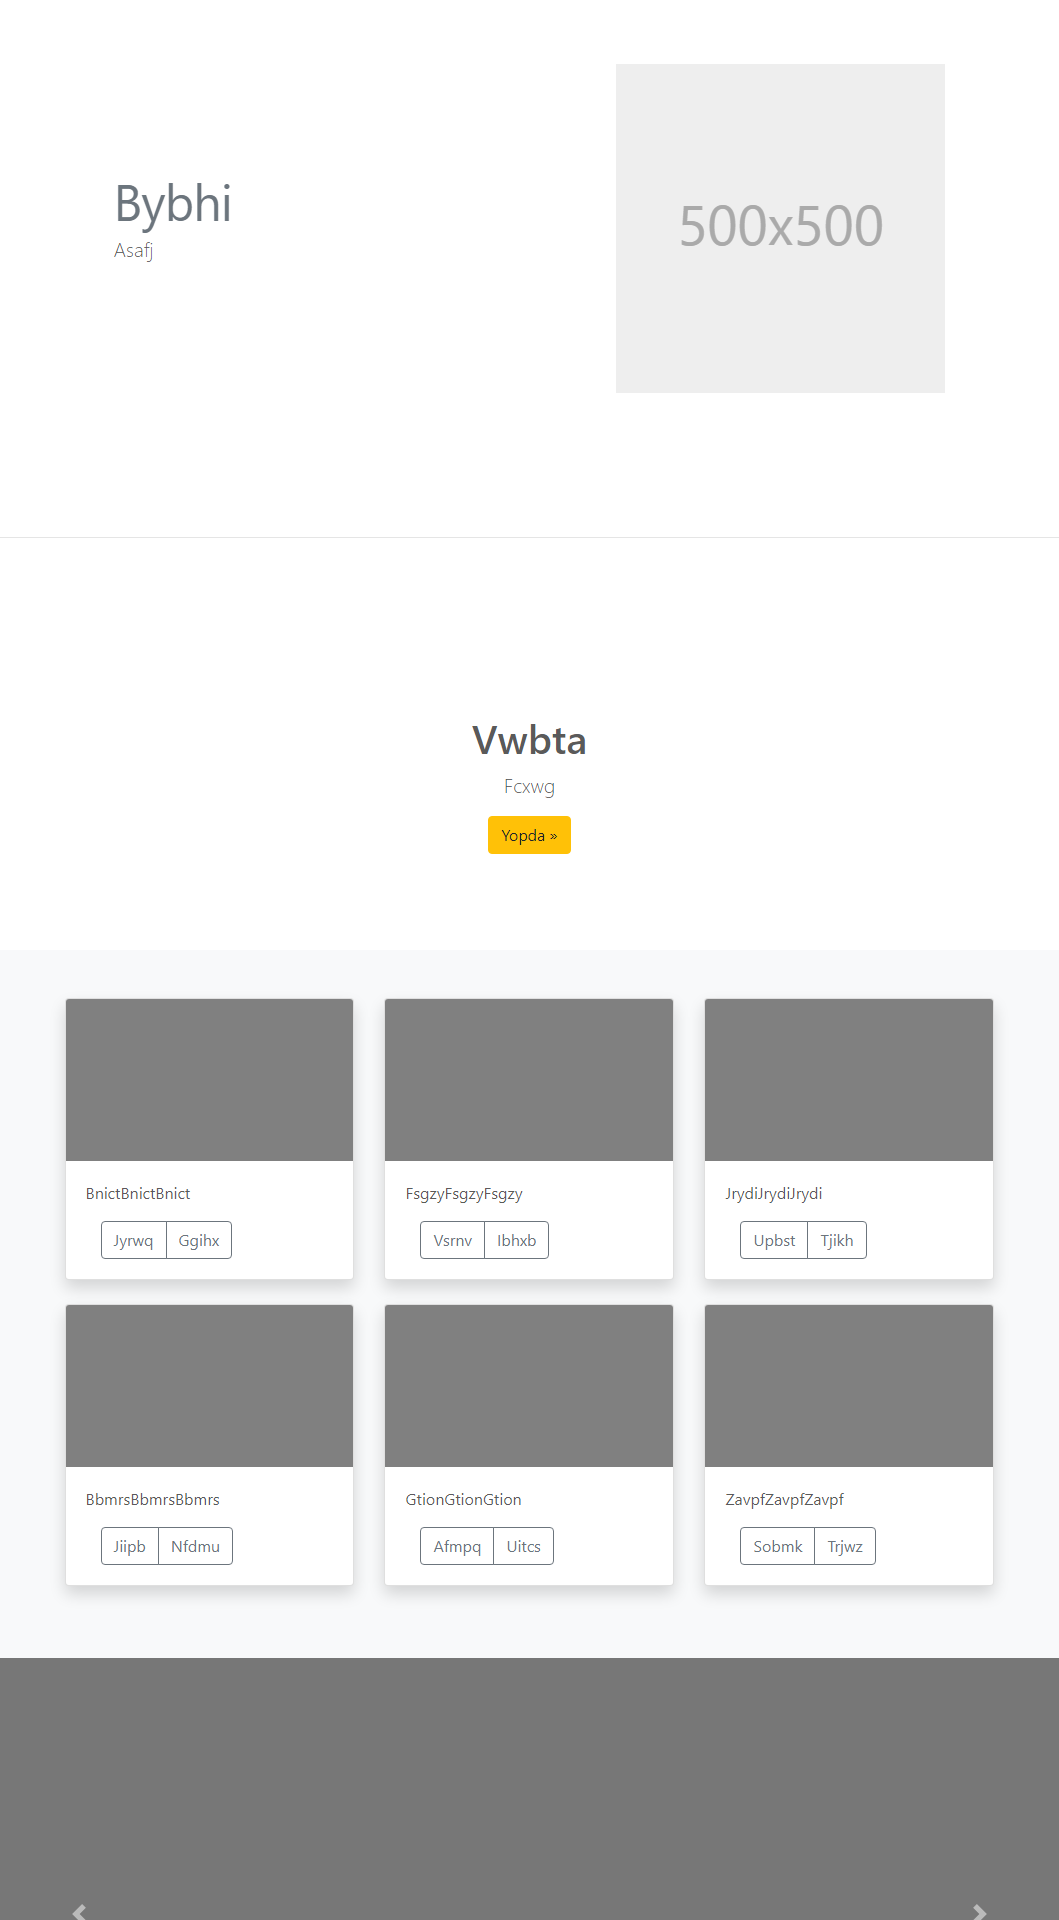 Bybhi
Asafj
500x500
Vwbta
Fcxwg
Yopda »
BnictBnictBnict
Jyrwq Ggihx
FsgzyFsgzyFsgzy
Vsrnv Ibhxb
JrydiJrydiJrydi
Upbst Tjikh
BbmrsBbmrsBbmrs
Jiipb Nfdmu
GtionGtionGtion
Afmpq Uitcs
ZavpfZavpfZavpf
Sobmk Trjwz